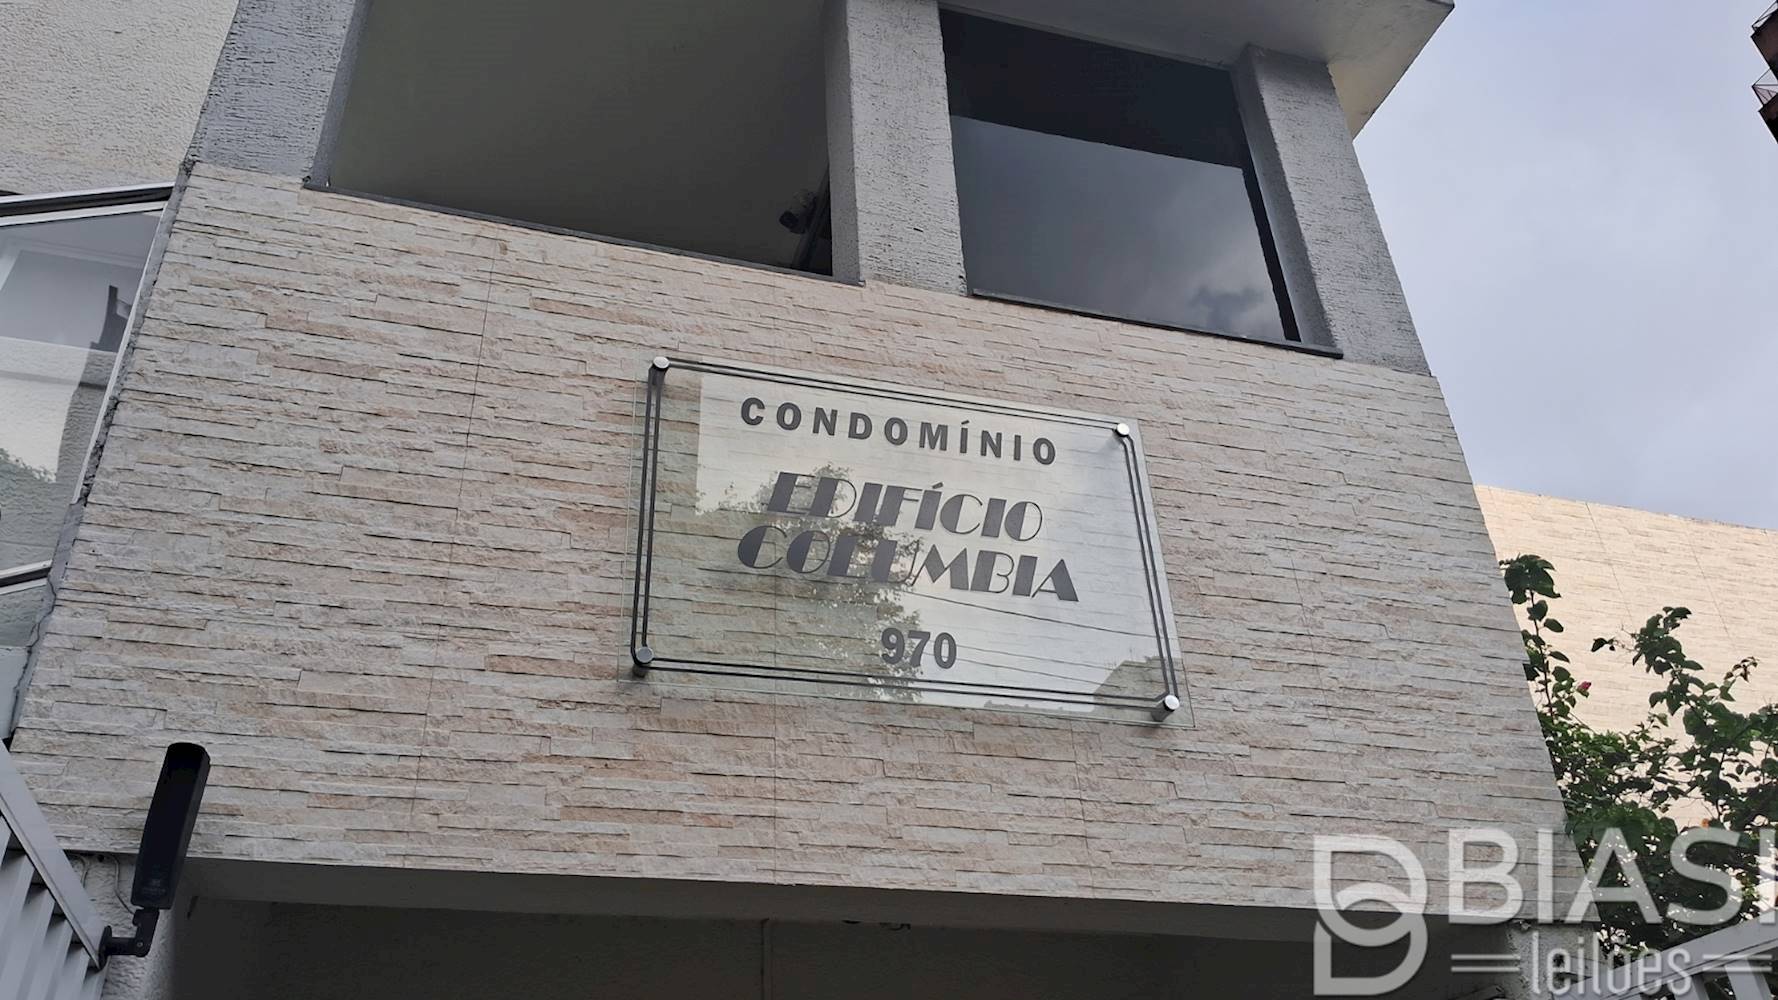 CONDOMÍNIO
EDIFÍCIO
COLUMBIA
970
BIASI
leilões